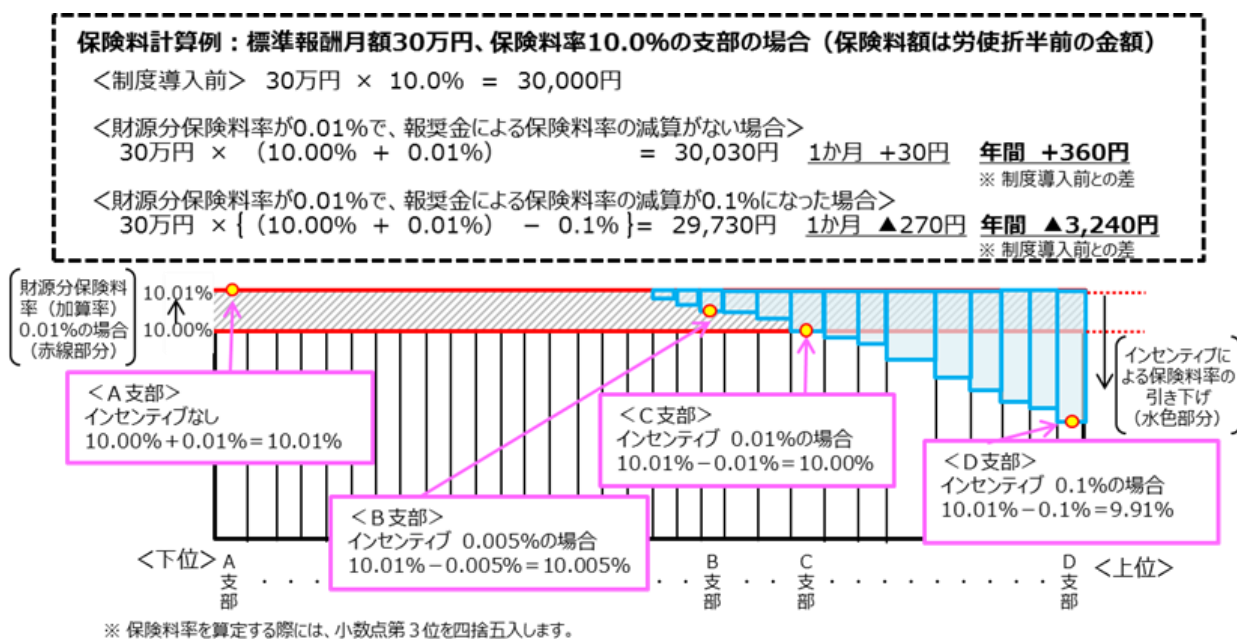 保険料計算例：標準報酬月額30万円、保険料率10.0%の支部の場合（保険料額は労使折半前の金額）
＜制度導入前＞ 30万円 × 10.0% = 30,000円
＜財源分保険料率が0.01%で、報奨金による保険料率の減算がない場合＞
30万円 × （10.00% + 0.01%） = 30,030円 1か月 +30円 年間 +360円
※ 制度導入前との差
＜財源分保険料率が0.01%で、報奨金による保険料率の減算が0.1%になった場合＞
30万円 ×｛（10.00% + 0.01%） － 0.1%｝= 29,730円 1か月 ▲270円 年間 ▲3,240円
※ 制度導入前との差
財源分保険料
率（加算率）
0.01%の場合
（赤線部分）
10.01%
10.00%
インセンティブに
よる保険料率の
引き下げ
（水色部分）
＜A支部＞
インセンティブなし
10.00%＋0.01%＝10.01%
＜B支部＞
インセンティブ 0.005%の場合
10.01%－0.005%＝10.005%
＜C支部＞
インセンティブ 0.01%の場合
10.01%－0.01%＝10.00%
＜D支部＞
インセンティブ 0.1%の場合
10.01%－0.1%＝9.91%
＜下位＞ A支部 ・・・・ B支部 ・・・ C支部 ・・・・・・・・ D支部 ＜上位＞
※ 保険料率を算定する際には、小数点第３位を四捨五入します。